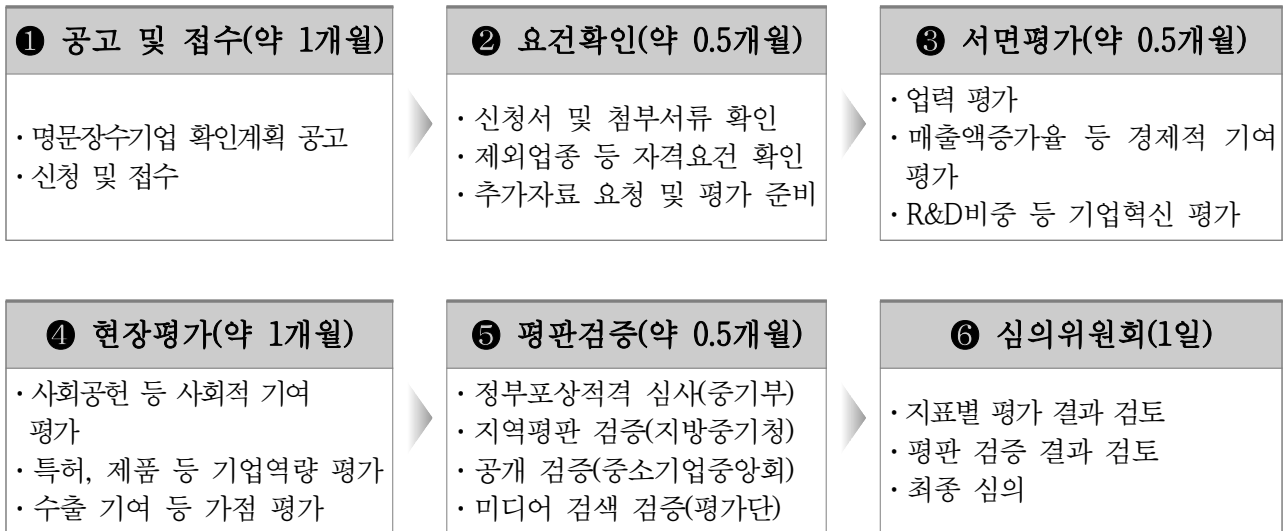 ❶ 공고 및 접수(약 1개월)
· 명문장수기업 확인계획 공고
· 신청 및 접수
❷ 요건확인(약 0.5개월)
· 신청서 및 첨부서류 확인
· 제외업종 등 자격요건 확인
· 추가자료 요청 및 평가 준비
❸ 서면평가(약 0.5개월)
· 업력 평가
· 매출액증가율 등 경제적 기여
평가
· R&D비중 등 기업혁신 평가
❹ 현장평가(약 1개월)
· 사회공헌 등 사회적 기여
평가
· 특허, 제품 등 기업역량 평가
· 수출 기여 등 가점 평가
❺ 평판검증(약 0.5개월)
· 정부포상적격 심사(중기부)
· 지역평판 검증(지방중기청)
· 공개 검증(중소기업중앙회)
· 미디어 검색 검증(평가단)
❻ 심의위원회(1일)
· 지표별 평가 결과 검토
· 평판 검증 결과 검토
· 최종 심의